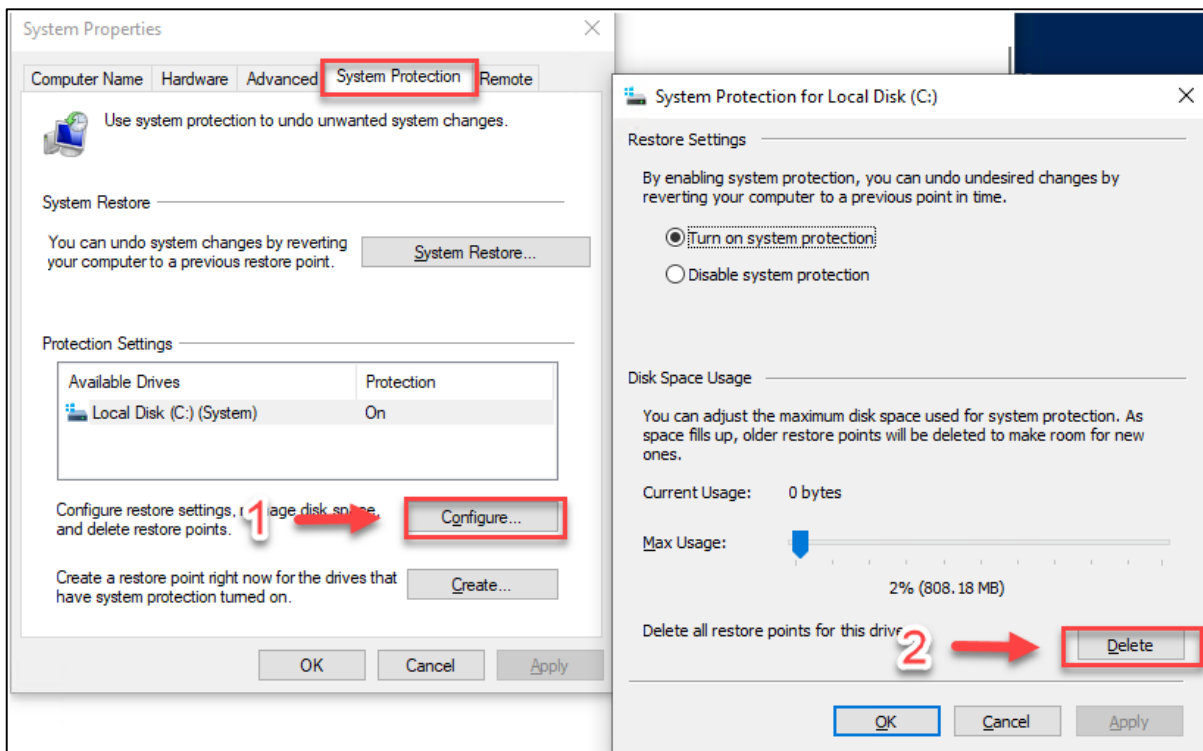 System Properties
Computer Name Hardware Advanced System Protection Remote
Use system protection to undo unwanted system changes.
System Restore
You can undo system changes by reverting
your computer to a previous restore point.
System Restore...
Protection Settings
Available Drives Protection
Local Disk (C:) (System) On
Configure restore settings, disk space,
and delete restore points.
1
Configure...
Create a restore point right now for the drives that
have system protection turned on.
Create...
OK Cancel Apply
System Protection for Local Disk (C:)
Restore Settings
By enabling system protection, you can undo undesired changes by
reverting your computer to a previous point in time.
Turn on system protection
Disable system protection
Disk Space Usage
You can adjust the maximum disk space used for system protection. As
space fills up, older restore points will be deleted to make room for new
ones.
Current Usage: 0 bytes
Max Usage:
2% (808.18 MB)
Delete all restore points for this drive
2
Delete
OK Cancel Apply